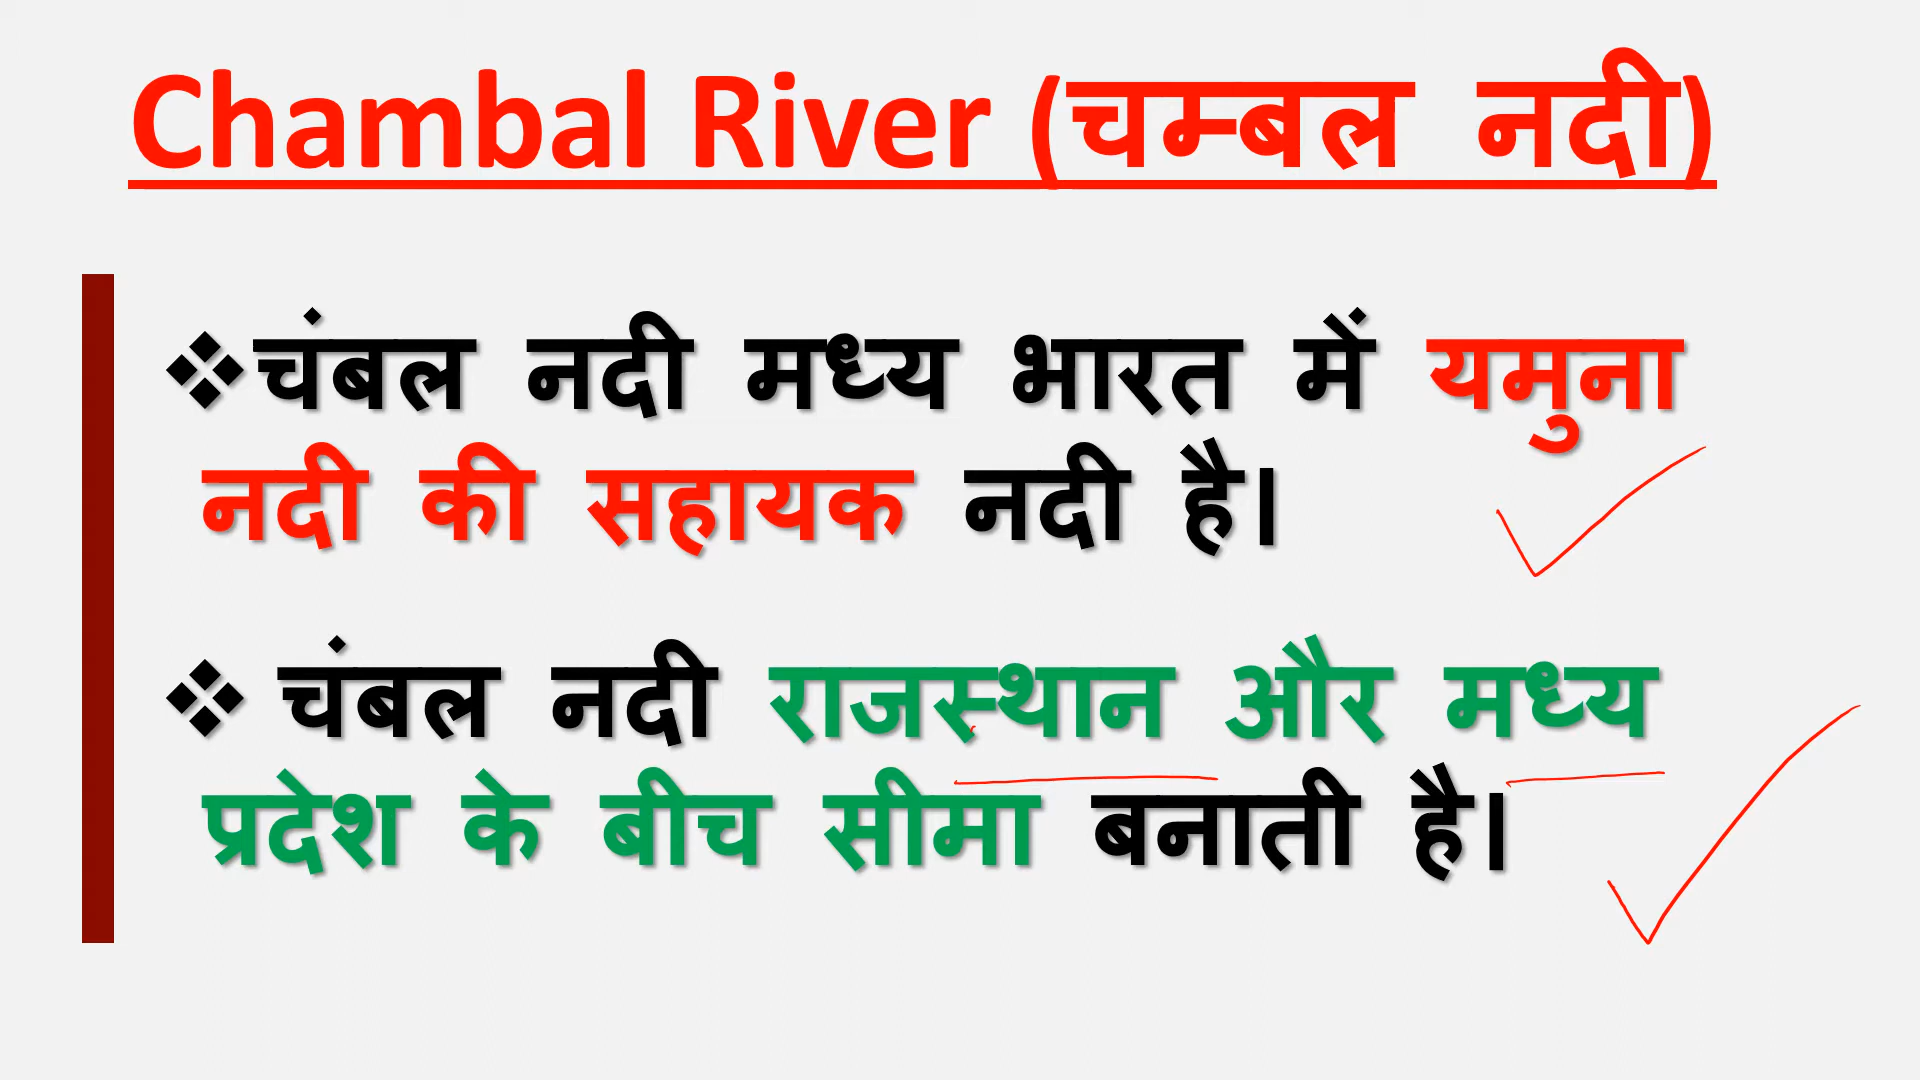 Chambal River (चम्बल नदी)
❖चंबल नदी मध्य भारत में यमुना
नदी की सहायक नदी है।
❖ चंबल नदी राजस्थान और मध्य
प्रदेश के बीच सीमा बनाती है।